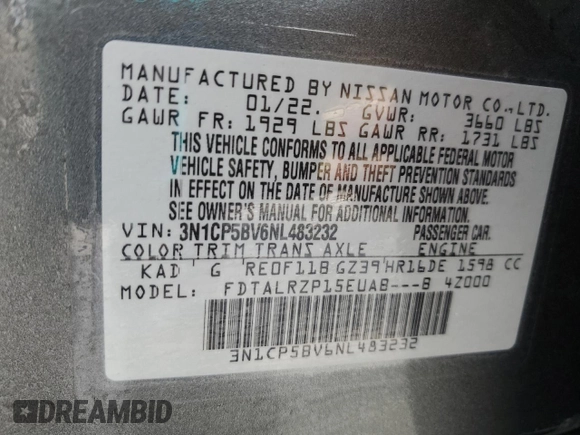 MANUFACTURED BY NISSAN MOTOR CO.,LTD.
DATE: 01/22. GVWR: 3660 LBS
GAWR FR: 1929 LBS GAWR RR: 1731 LBS
THIS VEHICLE CONFORMS TO ALL APPLICABLE FEDERAL MOTOR
VEHICLE SAFETY, BUMPER AND THEFT PREVENTION STANDARDS
IN EFFECT ON THE DATE OF MANUFACTURE SHOWN ABOVE.
SEE OWNER'S MANUAL FOR ADDITIONAL INFORMATION.
VIN: 3N1CP5BV6NL483232 PASSENGER CAR.
COLOR TRIM TRANS AXLE ENGINE
KAD G RE0F11B GZ39 HR16DE 1598 CC
MODEL: FDTALRZP15EUAB---B 4Z000
3N1CP5BV6NL483232
DREAMBID